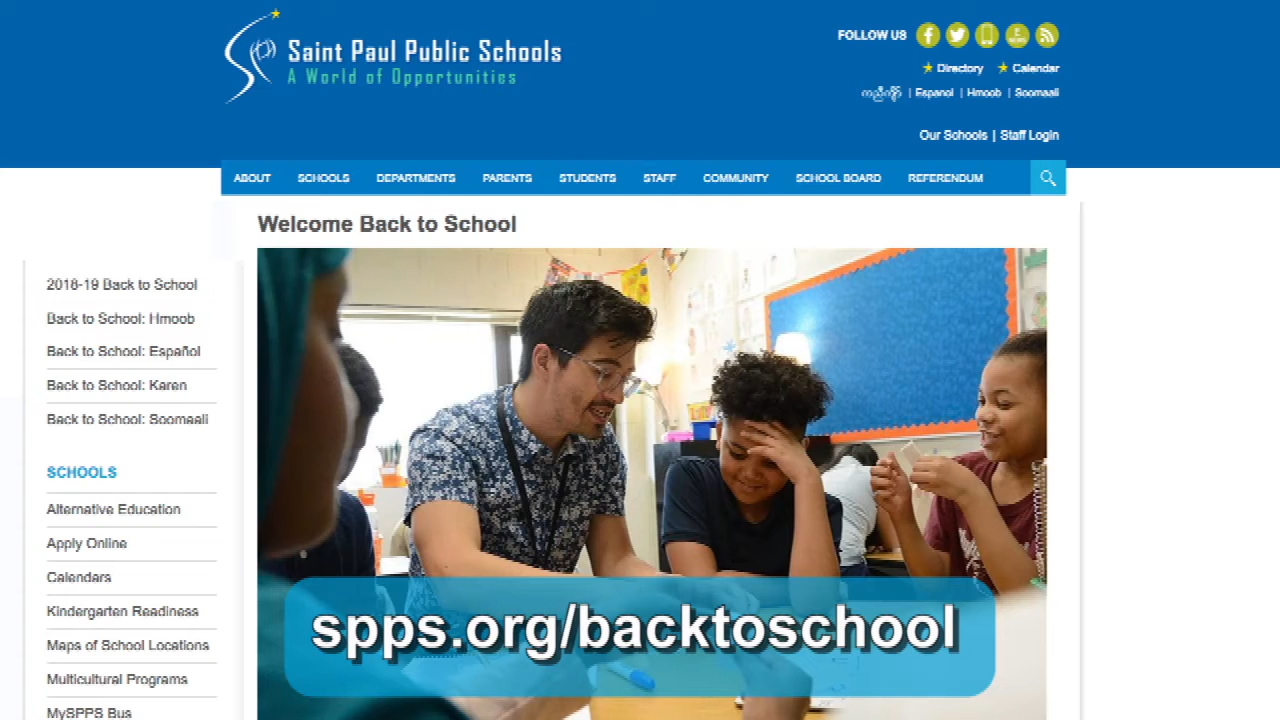 Saint Paul Public Schools
A World of Opportunities
FOLLOW US
Directory
Calendar
ကညီကျိာ် | Espanol | Hmoob | Soomaali
Our Schools | Staff Login
ABOUT SCHOOLS DEPARTMENTS PARENTS STUDENTS STAFF COMMUNITY SCHOOL BOARD REFERENDUM
Welcome Back to School
2018-19 Back to School
Back to School: Hmoob
Back to School: Español
Back to School: Karen
Back to School: Soomaali
SCHOOLS
Alternative Education
Apply Online
Calendars
Kindergarten Readiness
Maps of School Locations
Multicultural Programs
MySPPS Bus
spps.org/backtoschool